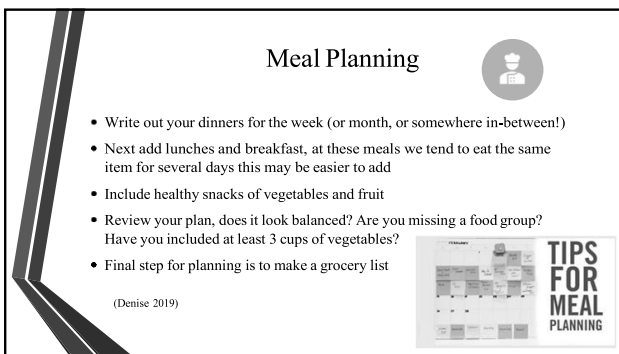 Meal Planning
• Write out your dinners for the week (or month, or somewhere in-between!)
• Next add lunches and breakfast, at these meals we tend to eat the same
item for several days this may be easier to add
• Include healthy snacks of vegetables and fruit
• Review your plan, does it look balanced? Are you missing a food group?
Have you included at least 3 cups of vegetables?
• Final step for planning is to make a grocery list
(Denise 2019)
TIPS
FOR
MEAL
PLANNING